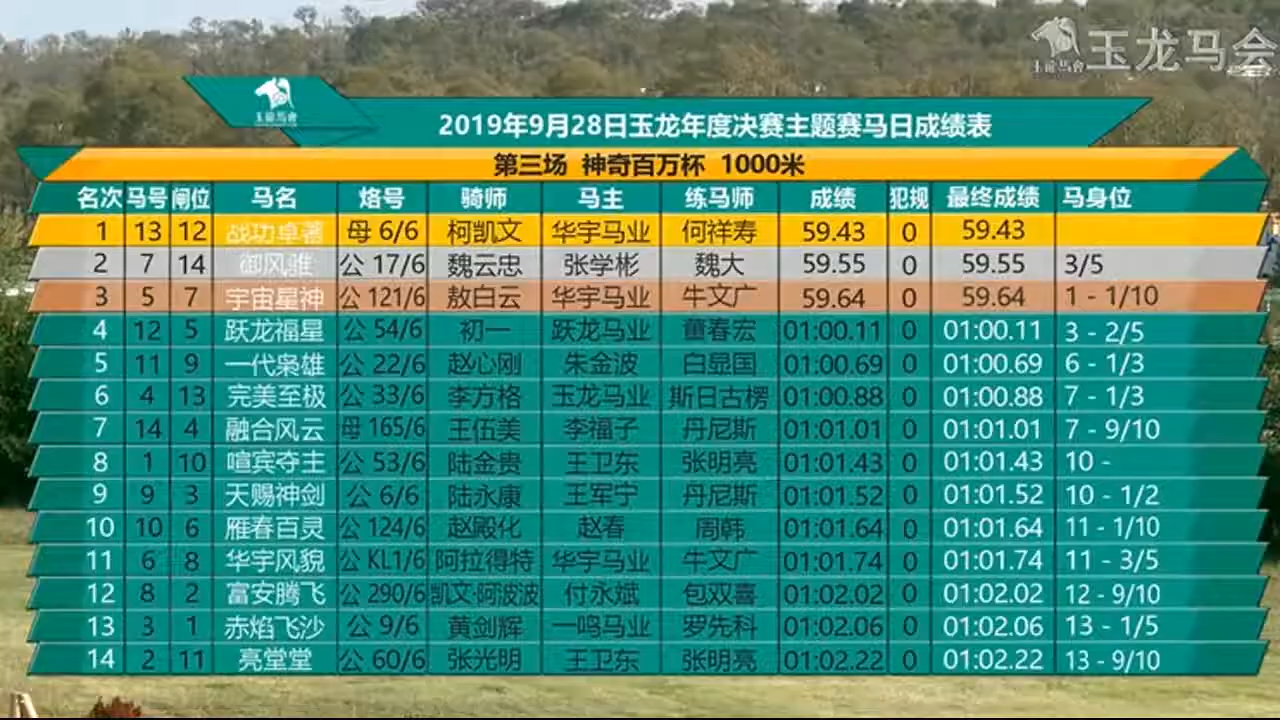 玉龙马会
玉龍馬會
玉龍馬會
2019年9月28日玉龙年度决赛主题赛马日成绩表
第三场 神奇百万杯 1000米
名次 马号 闸位 马名 烙号 骑师 马主 练马师 成绩 犯规 最终成绩 马身位
1 13 12 战功卓著 母 6/6 柯凯文 华宇马业 何祥寿 59.43 0 59.43
2 7 14 御风骓 公 17/6 魏云忠 张学彬 魏大 59.55 0 59.55 3/5
3 5 7 宇宙星神 公 121/6 敖白云 华宇马业 牛文广 59.64 0 59.64 1 - 1/10
4 12 5 跃龙福星 公 54/6 初一 跃龙马业 董春宏 01:00.11 0 01:00.11 3 - 2/5
5 11 9 一代枭雄 公 22/6 赵心刚 朱金波 白显国 01:00.69 0 01:00.69 6 - 1/3
6 4 13 完美至极 公 33/6 李方格 玉龙马业 斯日古楞 01:00.88 0 01:00.88 7 - 1/3
7 14 4 融合风云 母 165/6 王伍美 李福子 丹尼斯 01:01.01 0 01:01.01 7 - 9/10
8 1 10 喧宾夺主 公 53/6 陆金贵 王卫东 张明亮 01:01.43 0 01:01.43 10 -
9 9 3 天赐神剑 公 6/6 陆永康 王军宁 丹尼斯 01:01.52 0 01:01.52 10 - 1/2
10 10 6 雁春百灵 公 124/6 赵殿化 赵春 周韩 01:01.64 0 01:01.64 11 - 1/10
11 6 8 华宇风貌 公 KL1/6 阿拉得特 华宇马业 牛文广 01:01.74 0 01:01.74 11 - 3/5
12 8 2 富安腾飞 公 290/6 凯文·阿波波 付永斌 包双喜 01:02.02 0 01:02.02 12 - 9/10
13 3 1 赤焰飞沙 公 9/6 黄剑辉 一鸣马业 罗先科 01:02.06 0 01:02.06 13 - 1/5
14 2 11 亮堂堂 公 60/6 张光明 王卫东 张明亮 01:02.22 0 01:02.22 13 - 9/10